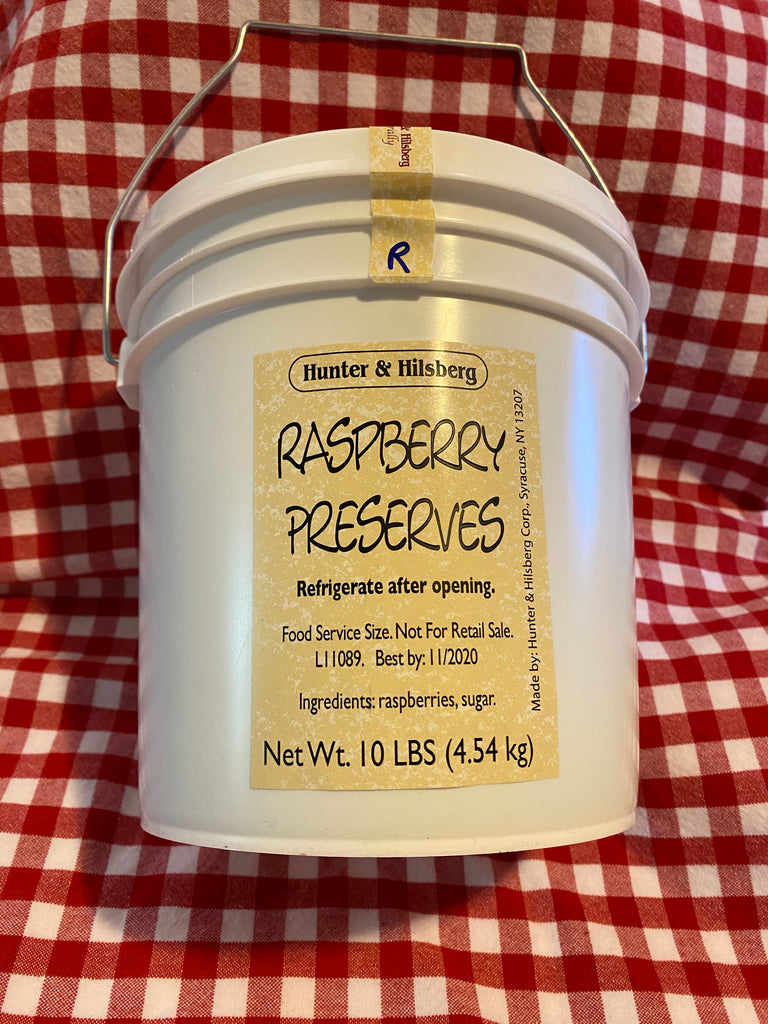 & Hilsberg
R
Hunter & Hilsberg
RASPBERRY
PRESERVES
Refrigerate after opening.
Food Service Size. Not For Retail Sale.
L11089. Best by: 11/2020
Ingredients: raspberries, sugar.
Net Wt. 10 LBS (4.54 kg)
Made by: Hunter & Hilsberg Corp., Syracuse, NY 13207